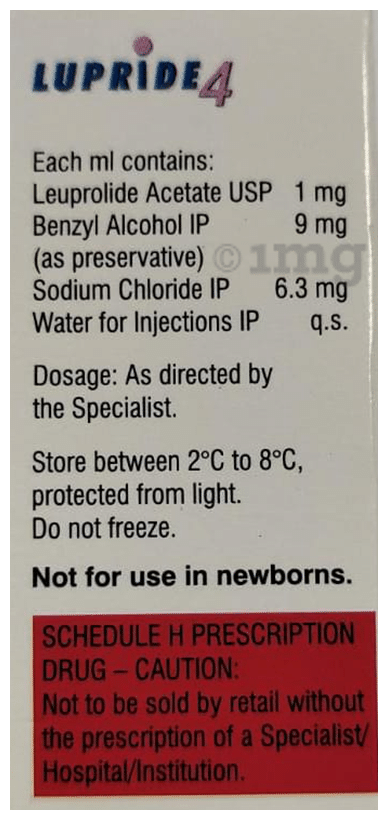 LUPRIDE 4
Each ml contains:
Leuprolide Acetate USP 1 mg
Benzyl Alcohol IP 9 mg
(as preservative) © 1mg
Sodium Chloride IP 6.3 mg
Water for Injections IP q.s.
Dosage: As directed by
the Specialist.
Store between 2°C to 8°C,
protected from light.
Do not freeze.
Not for use in newborns.
SCHEDULE H PRESCRIPTION
DRUG – CAUTION:
Not to be sold by retail without
the prescription of a Specialist/
Hospital/Institution.